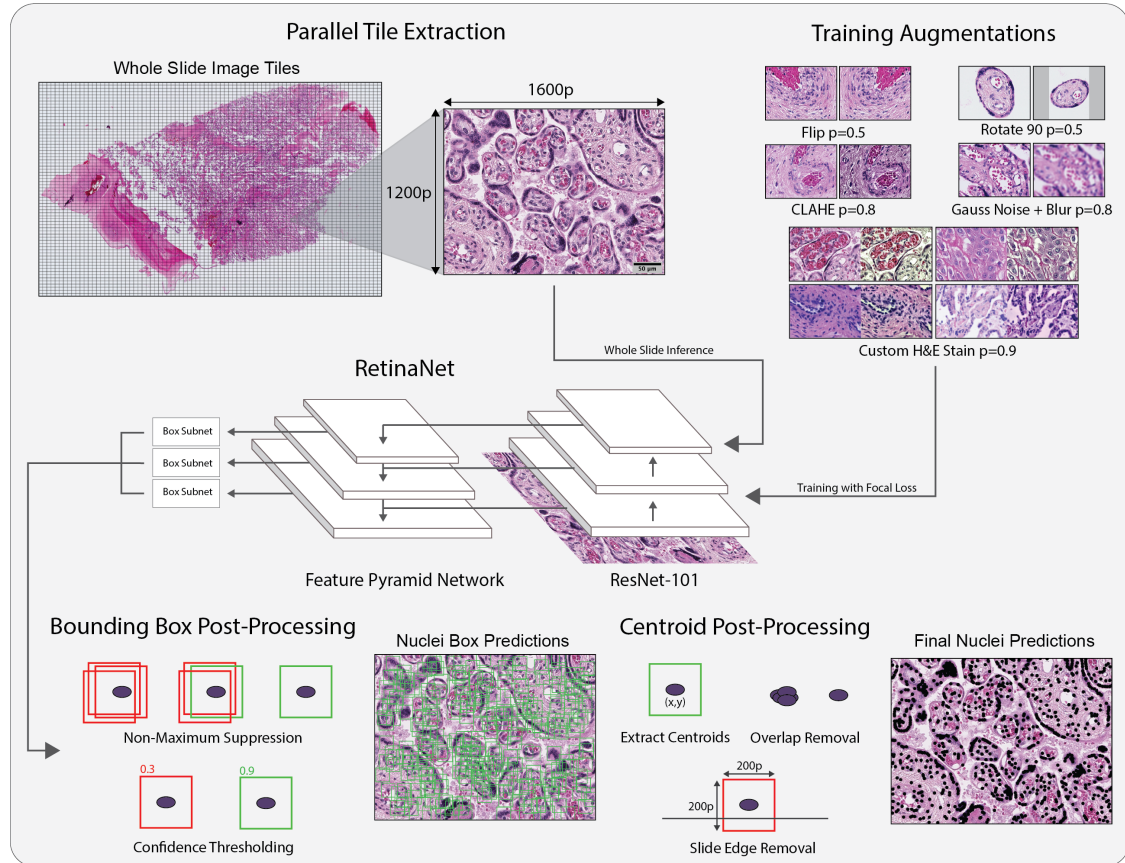 Parallel Tile Extraction
Training Augmentations
Whole Slide Image Tiles
1600p
1200p
50 µm
Flip p=0.5
Rotate 90 p=0.5
CLAHE p=0.8
Gauss Noise + Blur p=0.8
Custom H&E Stain p=0.9
Whole Slide Inference
RetinaNet
Box Subnet
Box Subnet
Box Subnet
Training with Focal Loss
Feature Pyramid Network
ResNet-101
Bounding Box Post-Processing
Nuclei Box Predictions
Non-Maximum Suppression
0.3
0.9
Confidence Thresholding
Centroid Post-Processing
Final Nuclei Predictions
(x,y)
Extract Centroids
Overlap Removal
200p
200p
Slide Edge Removal